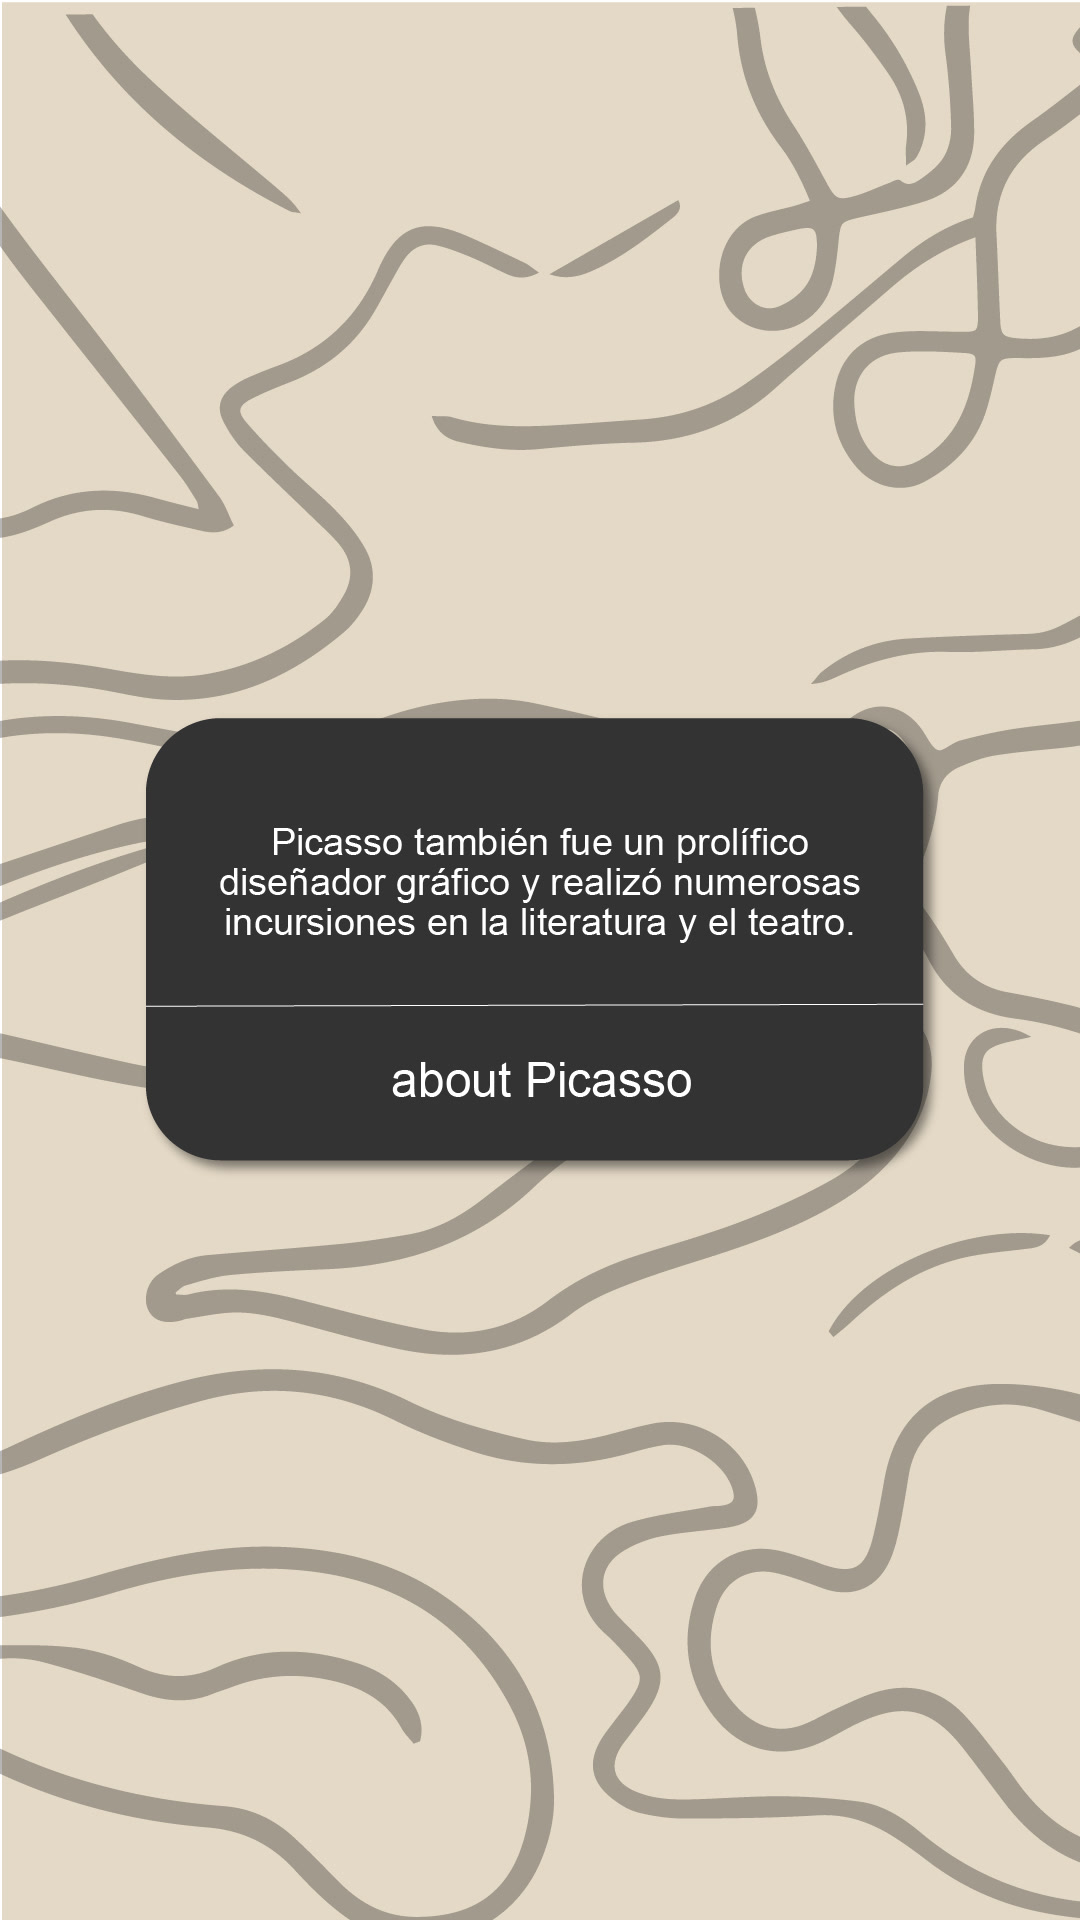 Picasso también fue un prolífico
diseñador gráfico y realizó numerosas
incursiones en la literatura y el teatro.
about Picasso